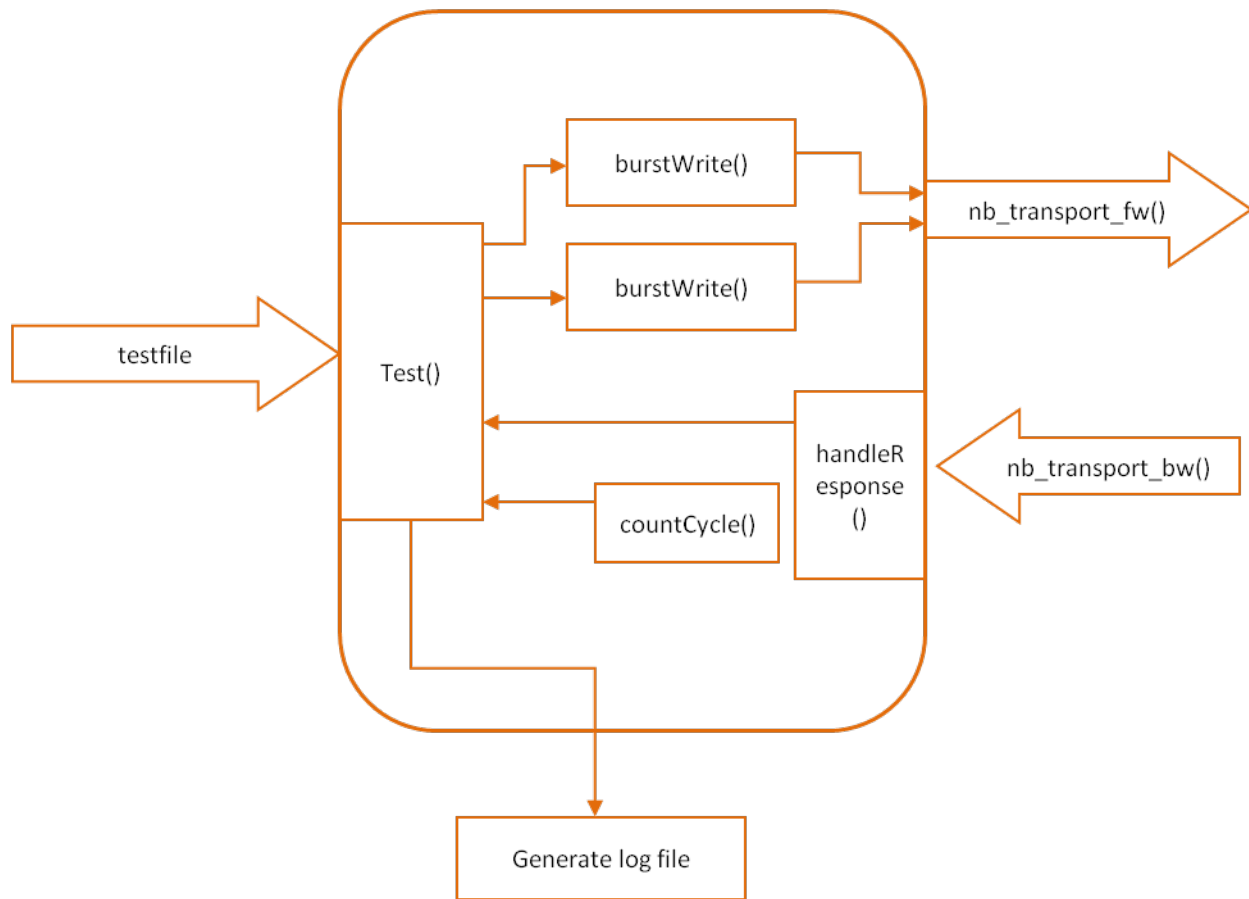 burstWrite()
nb_transport_fw()
burstWrite()
testfile
Test()
handleR
esponse
()
nb_transport_bw()
countCycle()
Generate log file